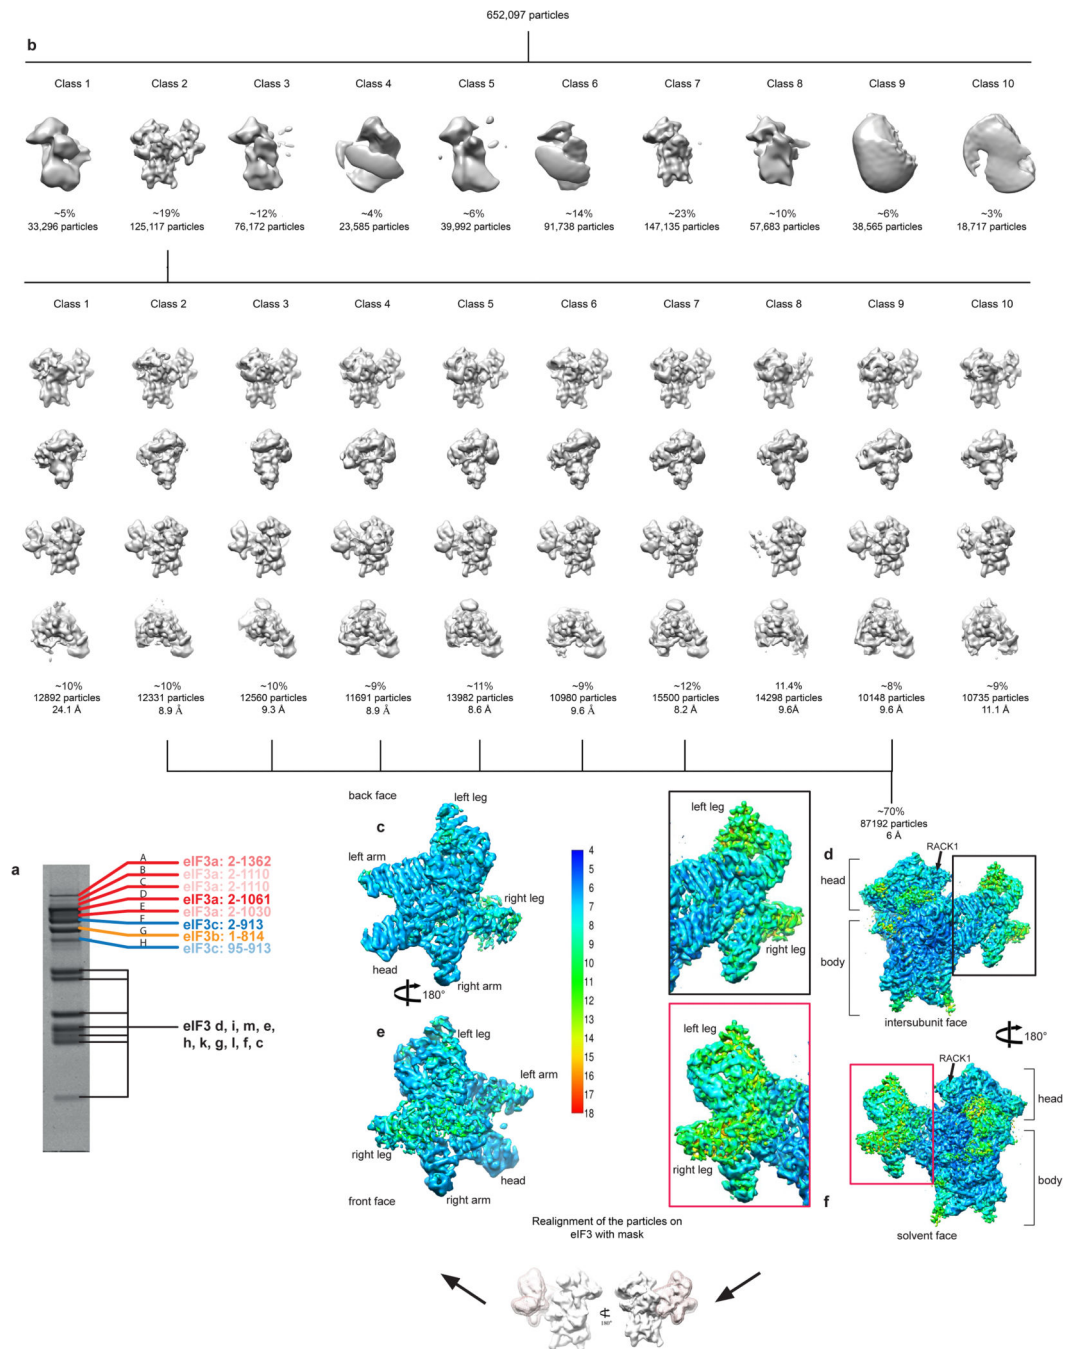 652,097 particles
b
Class 1 Class 2 Class 3 Class 4 Class 5 Class 6 Class 7 Class 8 Class 9 Class 10
~5% ~19% ~12% ~4% ~6% ~14% ~23% ~10% ~6% ~3%
33,296 particles 125,117 particles 76,172 particles 23,585 particles 39,992 particles 91,738 particles 147,135 particles 57,683 particles 38,565 particles 18,717 particles
Class 1 Class 2 Class 3 Class 4 Class 5 Class 6 Class 7 Class 8 Class 9 Class 10
~10% ~10% ~10% ~9% ~11% ~9% ~12% 11.4% ~8% ~9%
12892 particles 12331 particles 12560 particles 11691 particles 13982 particles 10980 particles 15500 particles 14298 particles 10148 particles 10735 particles
24.1 Å 8.9 Å 9.3 Å 8.9 Å 8.6 Å 9.6 Å 8.2 Å 9.6Å 9.6 Å 11.1 Å
~70%
87192 particles
6 Å
a
A eIF3a: 2-1362
B eIF3a: 2-1110
C eIF3a: 2-1110
D eIF3a: 2-1061
E eIF3a: 2-1030
F eIF3c: 2-913
G eIF3b: 1-814
H eIF3c: 95-913
eIF3 d, i, m, e,
h, k, g, l, f, c
back face
c
left leg
left arm
right leg
head
right arm
180°
e
left leg
left arm
right leg
head
right arm
front face
4
5
6
7
8
9
10
11
12
13
14
15
16
17
18
left leg
right leg
left leg
right leg
d
RACK1
head
body
intersubunit face
180°
RACK1
head
body
f
solvent face
Realignment of the particles on
eIF3 with mask
180°